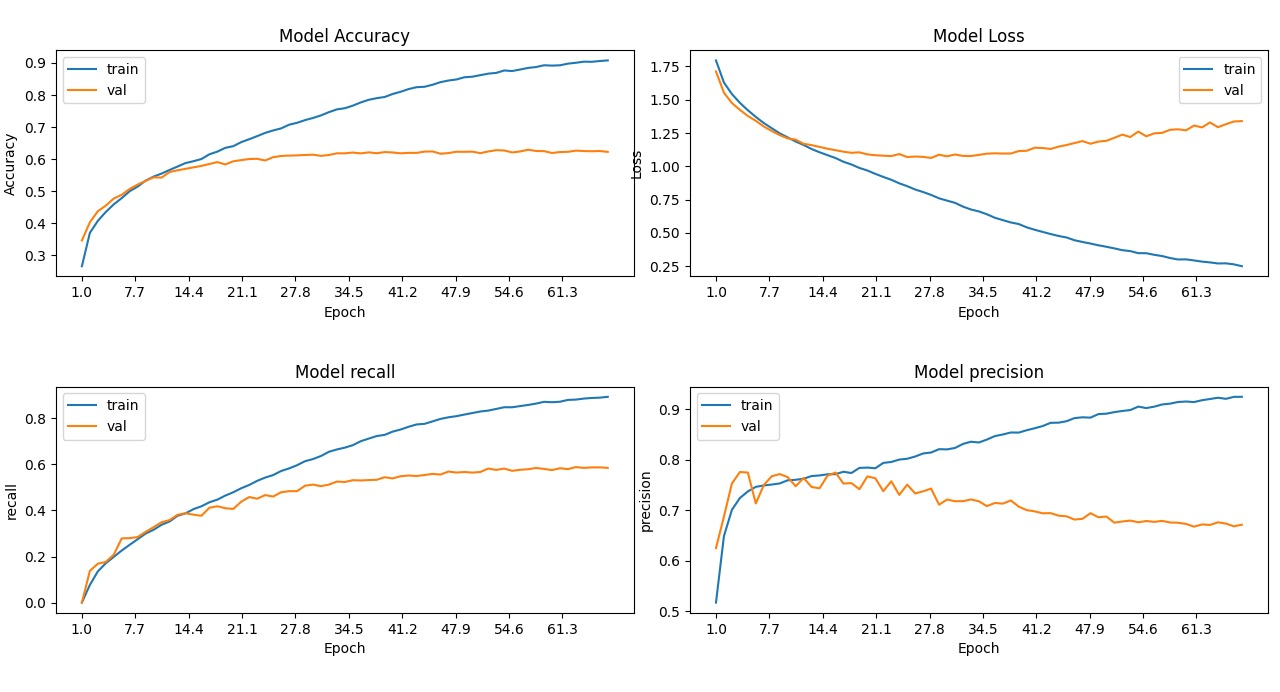 Model Accuracy
Accuracy
0.9
0.8
0.7
0.6
0.5
0.4
0.3
train
val
1.0 7.7 14.4 21.1 27.8 34.5 41.2 47.9 54.6 61.3
Epoch
Model Loss
Loss
1.75
1.50
1.25
1.00
0.75
0.50
0.25
train
val
1.0 7.7 14.4 21.1 27.8 34.5 41.2 47.9 54.6 61.3
Epoch
Model recall
recall
0.8
0.6
0.4
0.2
0.0
train
val
1.0 7.7 14.4 21.1 27.8 34.5 41.2 47.9 54.6 61.3
Epoch
Model precision
precision
0.9
0.8
0.7
0.6
0.5
train
val
1.0 7.7 14.4 21.1 27.8 34.5 41.2 47.9 54.6 61.3
Epoch